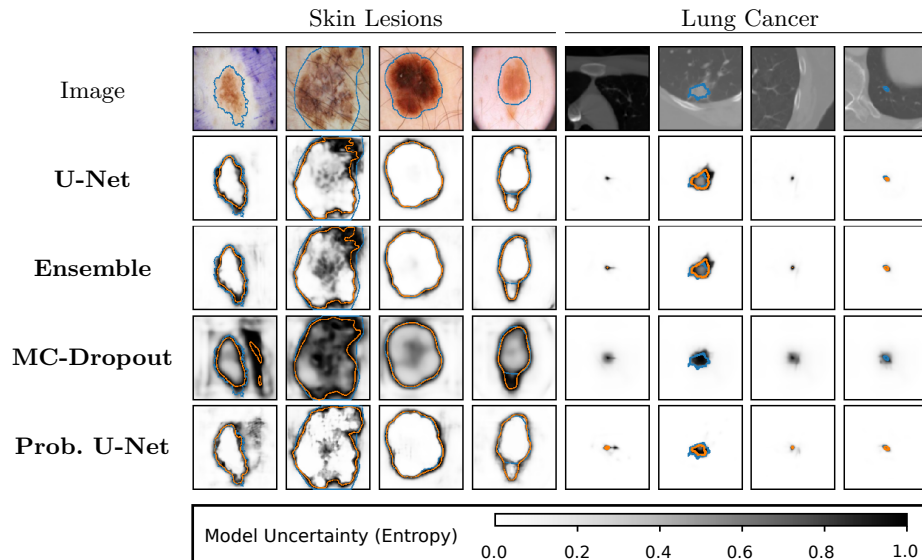 Skin Lesions
Lung Cancer
Image
U-Net
Ensemble
MC-Dropout
Prob. U-Net
Model Uncertainty (Entropy)
0.0 0.2 0.4 0.6 0.8 1.0